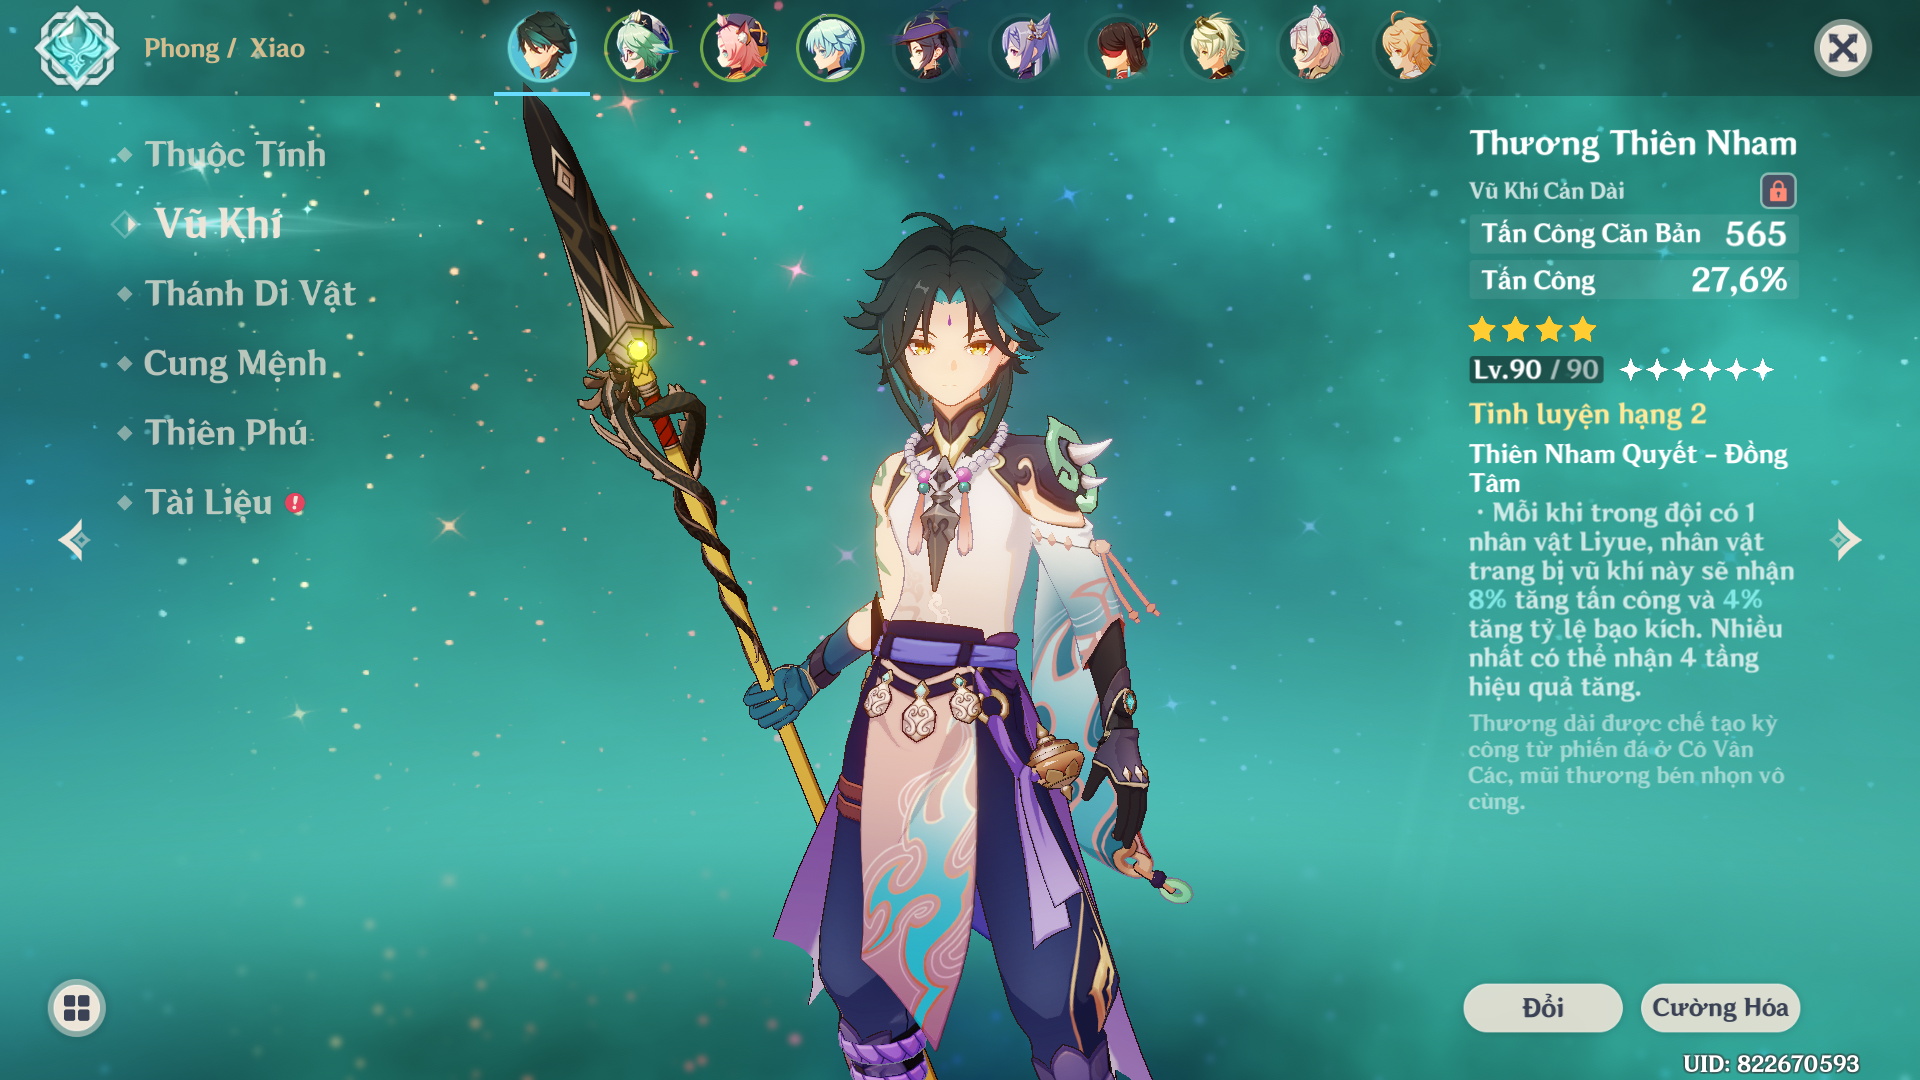 Phong / Xiao
Thuộc Tính
Vũ Khí
Thánh Di Vật
Cung Mệnh
Thiên Phú
Tài Liệu
Thương Thiên Nham
Vũ Khí Cán Dài
Tấn Công Căn Bản 565
Tấn Công 27,6%
Lv.90 / 90
Tinh luyện hạng 2
Thiên Nham Quyết - Đồng
Tâm
· Mỗi khi trong đội có 1
nhân vật Liyue, nhân vật
trang bị vũ khí này sẽ nhận
8% tăng tấn công và 4%
tăng tỷ lệ bạo kích. Nhiều
nhất có thể nhận 4 tầng
hiệu quả tăng.
Thương dài được chế tạo kỳ
công từ phiến đá ở Cô Vân
Các, mũi thương bén nhọn vô
cùng.
Đổi
Cường Hóa
UID: 822670593